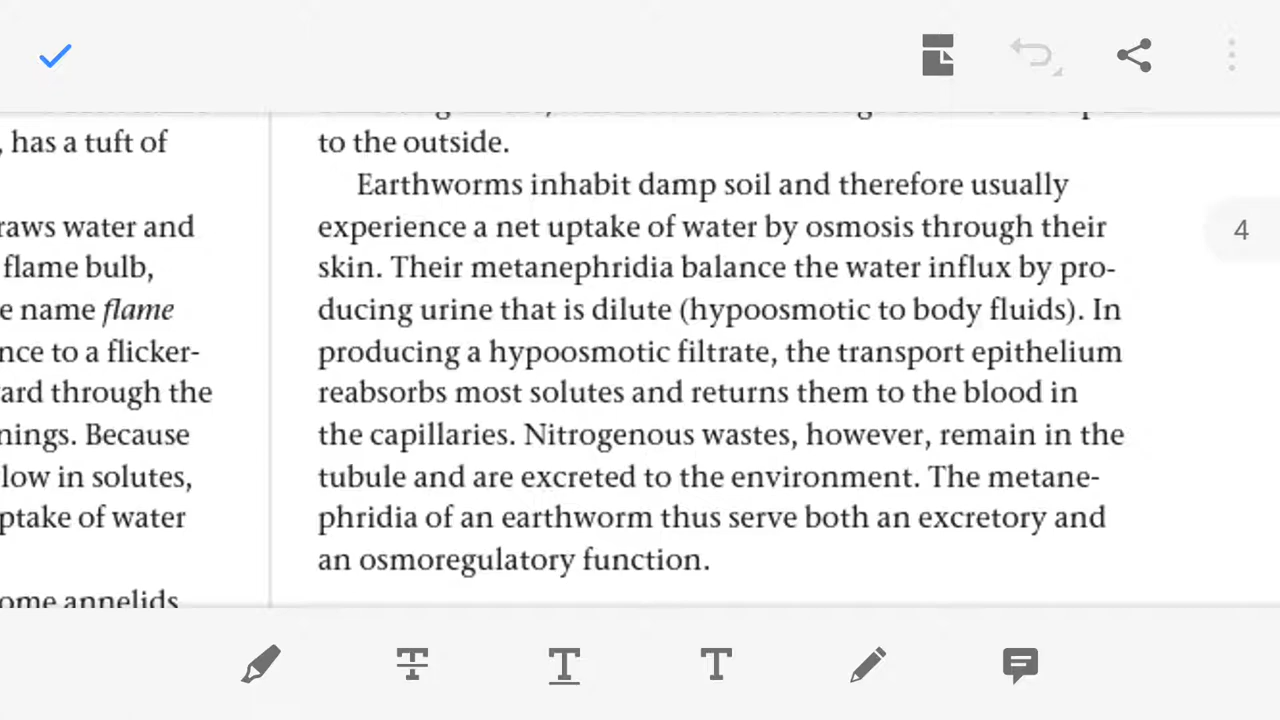 , has a tuft of
raws water and
flame bulb,
e name flame
nce to a flicker-
ard through the
nings. Because
low in solutes,
ptake of water
ome annelids
to the outside.
Earthworms inhabit damp soil and therefore usually
experience a net uptake of water by osmosis through their
skin. Their metanephridia balance the water influx by pro-
ducing urine that is dilute (hypoosmotic to body fluids). In
producing a hypoosmotic filtrate, the transport epithelium
reabsorbs most solutes and returns them to the blood in
the capillaries. Nitrogenous wastes, however, remain in the
tubule and are excreted to the environment. The metane-
phridia of an earthworm thus serve both an excretory and
an osmoregulatory function.
4